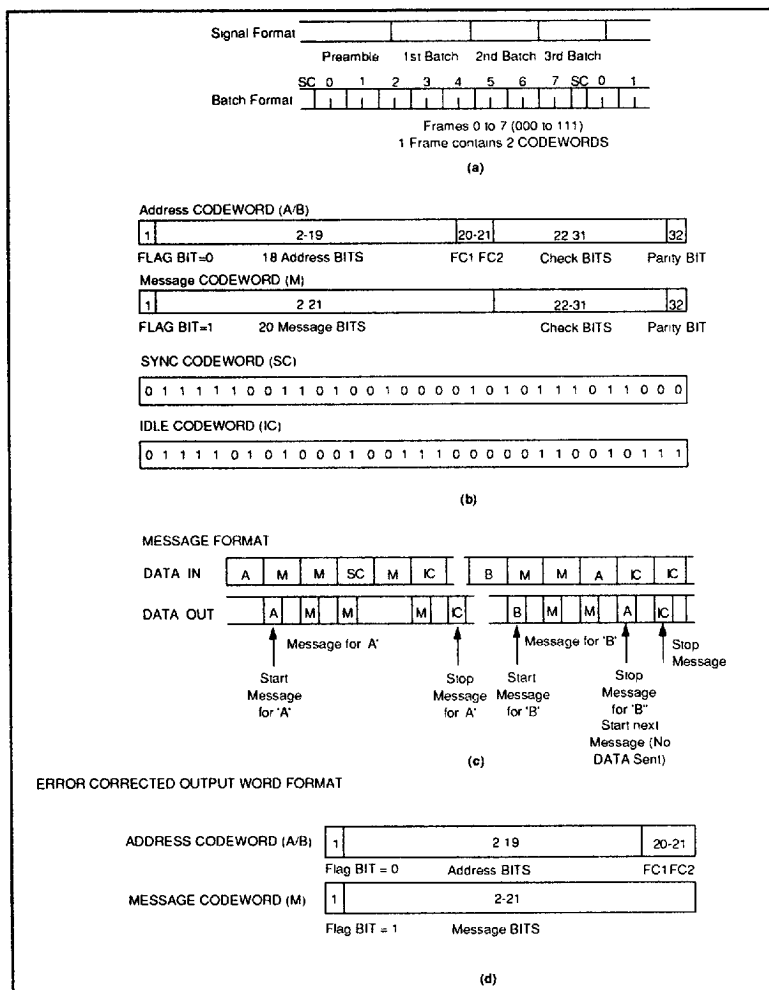 Signal Format
Preamble 1st Batch 2nd Batch 3rd Batch
SC 0 1 2 3 4 5 6 7 SC 0 1
Batch Format
Frames 0 to 7 (000 to 111)
1 Frame contains 2 CODEWORDS
(a)
Address CODEWORD (A/B)
1 2-19 20-21 22 31 32
FLAG BIT=0 18 Address BITS FC1 FC2 Check BITS Parity BIT
Message CODEWORD (M)
1 2 21 22-31 32
FLAG BIT=1 20 Message BITS Check BITS Parity BIT
SYNC CODEWORD (SC)
0 1 1 1 1 1 0 0 1 1 0 1 0 0 1 0 0 0 0 1 0 1 0 1 1 1 0 1 1 0 0 0
IDLE CODEWORD (IC)
0 1 1 1 1 0 1 0 1 0 0 0 1 0 0 1 1 1 0 0 0 0 0 1 1 0 0 1 0 1 1 1
(b)
MESSAGE FORMAT
DATA IN A M M SC M IC B M M A IC IC
DATA OUT A M M M IC B M M A IC
Message for A' Message for 'B'
Start Message for 'A'
Stop Message for A'
Start Message for 'B'
Stop Message for 'B" Start next Message (No DATA Sent)
Stop Message
(c)
ERROR CORRECTED OUTPUT WORD FORMAT
ADDRESS CODEWORD (A/B) 1 2 19 20-21
Flag BIT = 0 Address BITS FC1FC2
MESSAGE CODEWORD (M) 1 2-21
Flag BIT = 1 Message BITS
(d)